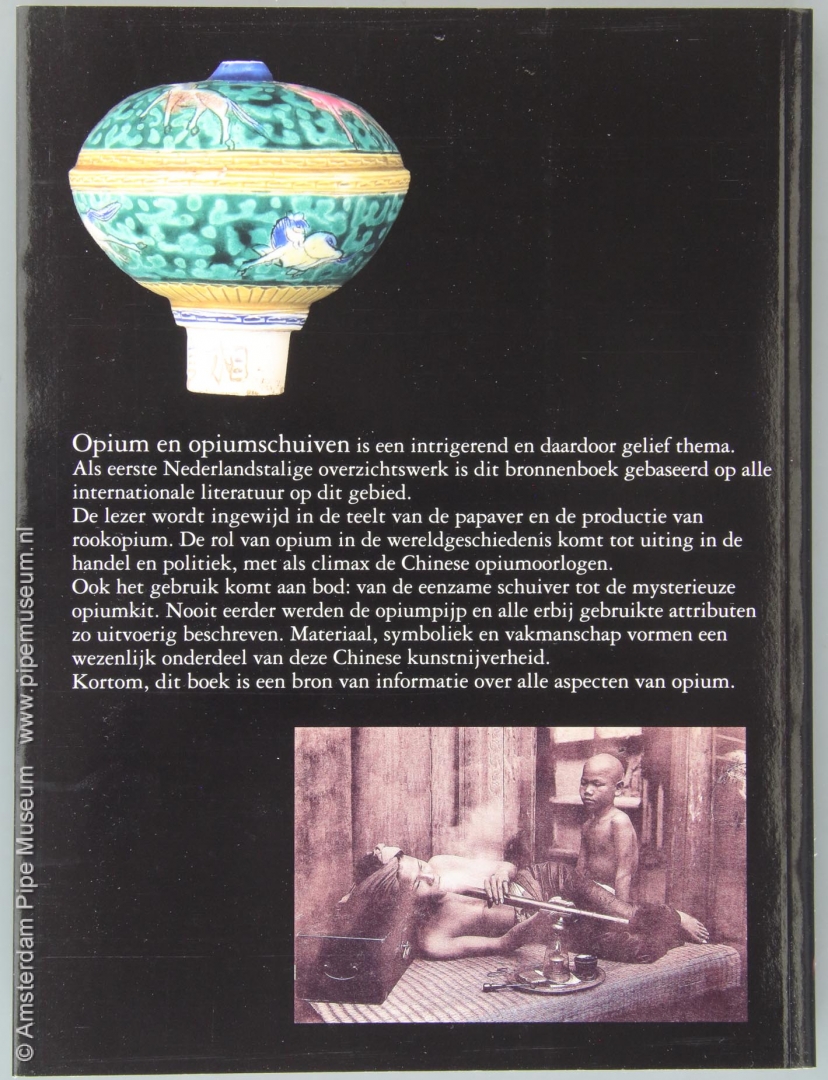 Opium en opiumschuiven is een intrigerend en daardoor gelief thema.
Als eerste Nederlandstalige overzichtswerk is dit bronnenboek gebaseerd op alle
internationale literatuur op dit gebied.
De lezer wordt ingewijd in de teelt van de papaver en de productie van
rookopium. De rol van opium in de wereldgeschiedenis komt tot uiting in de
handel en politiek, met als climax de Chinese opiumoorlogen.
Ook het gebruik komt aan bod: van de eenzame schuiver tot de mysterieuze
opiumkit. Nooit eerder werden de opiumpijp en alle erbij gebruikte attributen
zo uitvoerig beschreven. Materiaal, symboliek en vakmanschap vormen een
wezenlijk onderdeel van deze Chinese kunstnijverheid.
Kortom, dit boek is een bron van informatie over alle aspecten van opium.
© Amsterdam Pipe Museum www.pipemuseum.nl